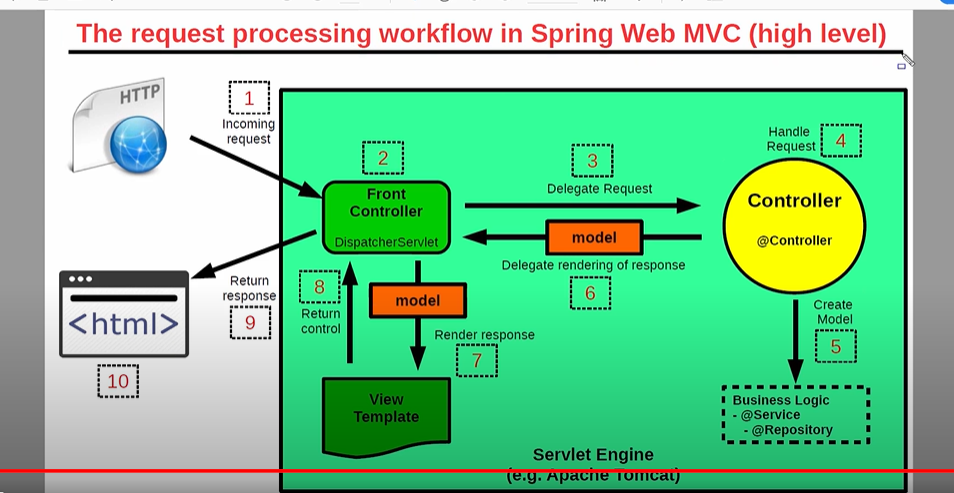 The request processing workflow in Spring Web MVC (high level)
HTTP
1
Incoming
request
2
Front
Controller
DispatcherServlet
3
Delegate Request
Handle
Request
4
Controller
@Controller
model
Delegate rendering of response
6
Create
Model
5
Business Logic
- @Service
- @Repository
model
Render response
7
View
Template
8
Return
control
Return
response
9
<html>
10
Servlet Engine
(e.g. Apache Tomcat)